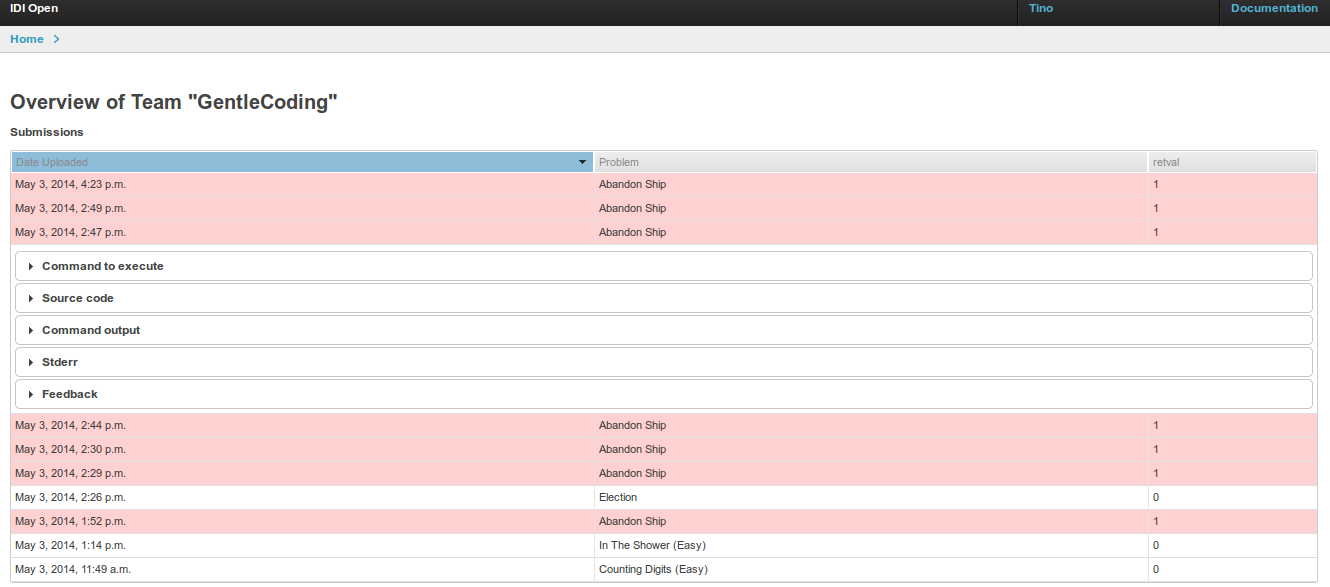 IDI Open Tino Documentation
Home
Overview of Team "GentleCoding"
Submissions
Date Uploaded Problem retval
May 3, 2014, 4:23 p.m. Abandon Ship 1
May 3, 2014, 2:49 p.m. Abandon Ship 1
May 3, 2014, 2:47 p.m. Abandon Ship 1
Command to execute
Source code
Command output
Stderr
Feedback
May 3, 2014, 2:44 p.m. Abandon Ship 1
May 3, 2014, 2:30 p.m. Abandon Ship 1
May 3, 2014, 2:29 p.m. Abandon Ship 1
May 3, 2014, 2:26 p.m. Election 0
May 3, 2014, 1:52 p.m. Abandon Ship 1
May 3, 2014, 1:14 p.m. In The Shower (Easy) 0
May 3, 2014, 11:49 a.m. Counting Digits (Easy) 0